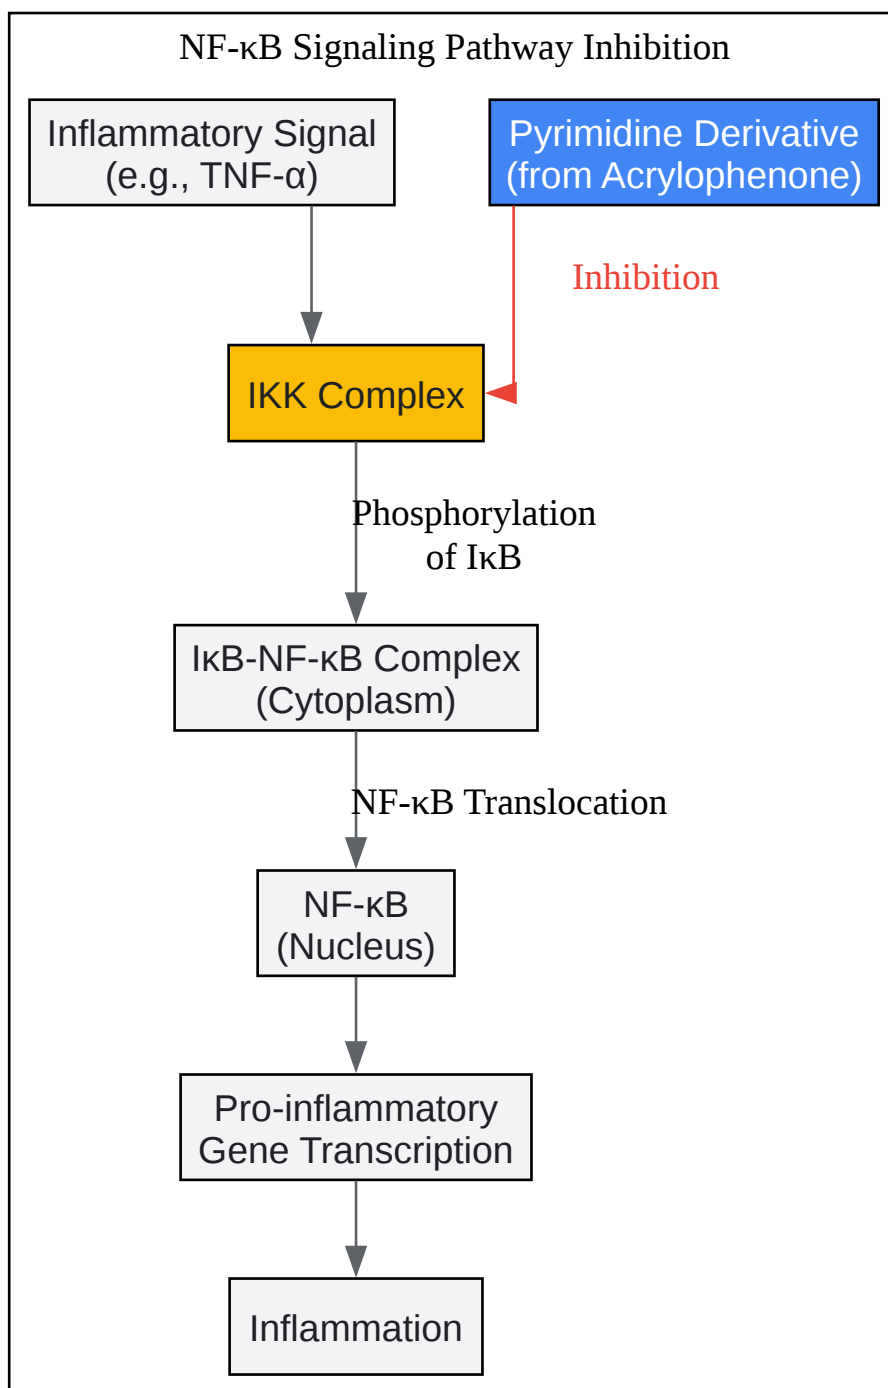 NF-κB Signaling Pathway Inhibition
Inflammatory Signal
(e.g., TNF-α)
Pyrimidine Derivative
(from Acrylophenone)
Inhibition
IKK Complex
Phosphorylation
of IκB
IκB-NF-κB Complex
(Cytoplasm)
NF-κB Translocation
NF-κB
(Nucleus)
Pro-inflammatory
Gene Transcription
Inflammation